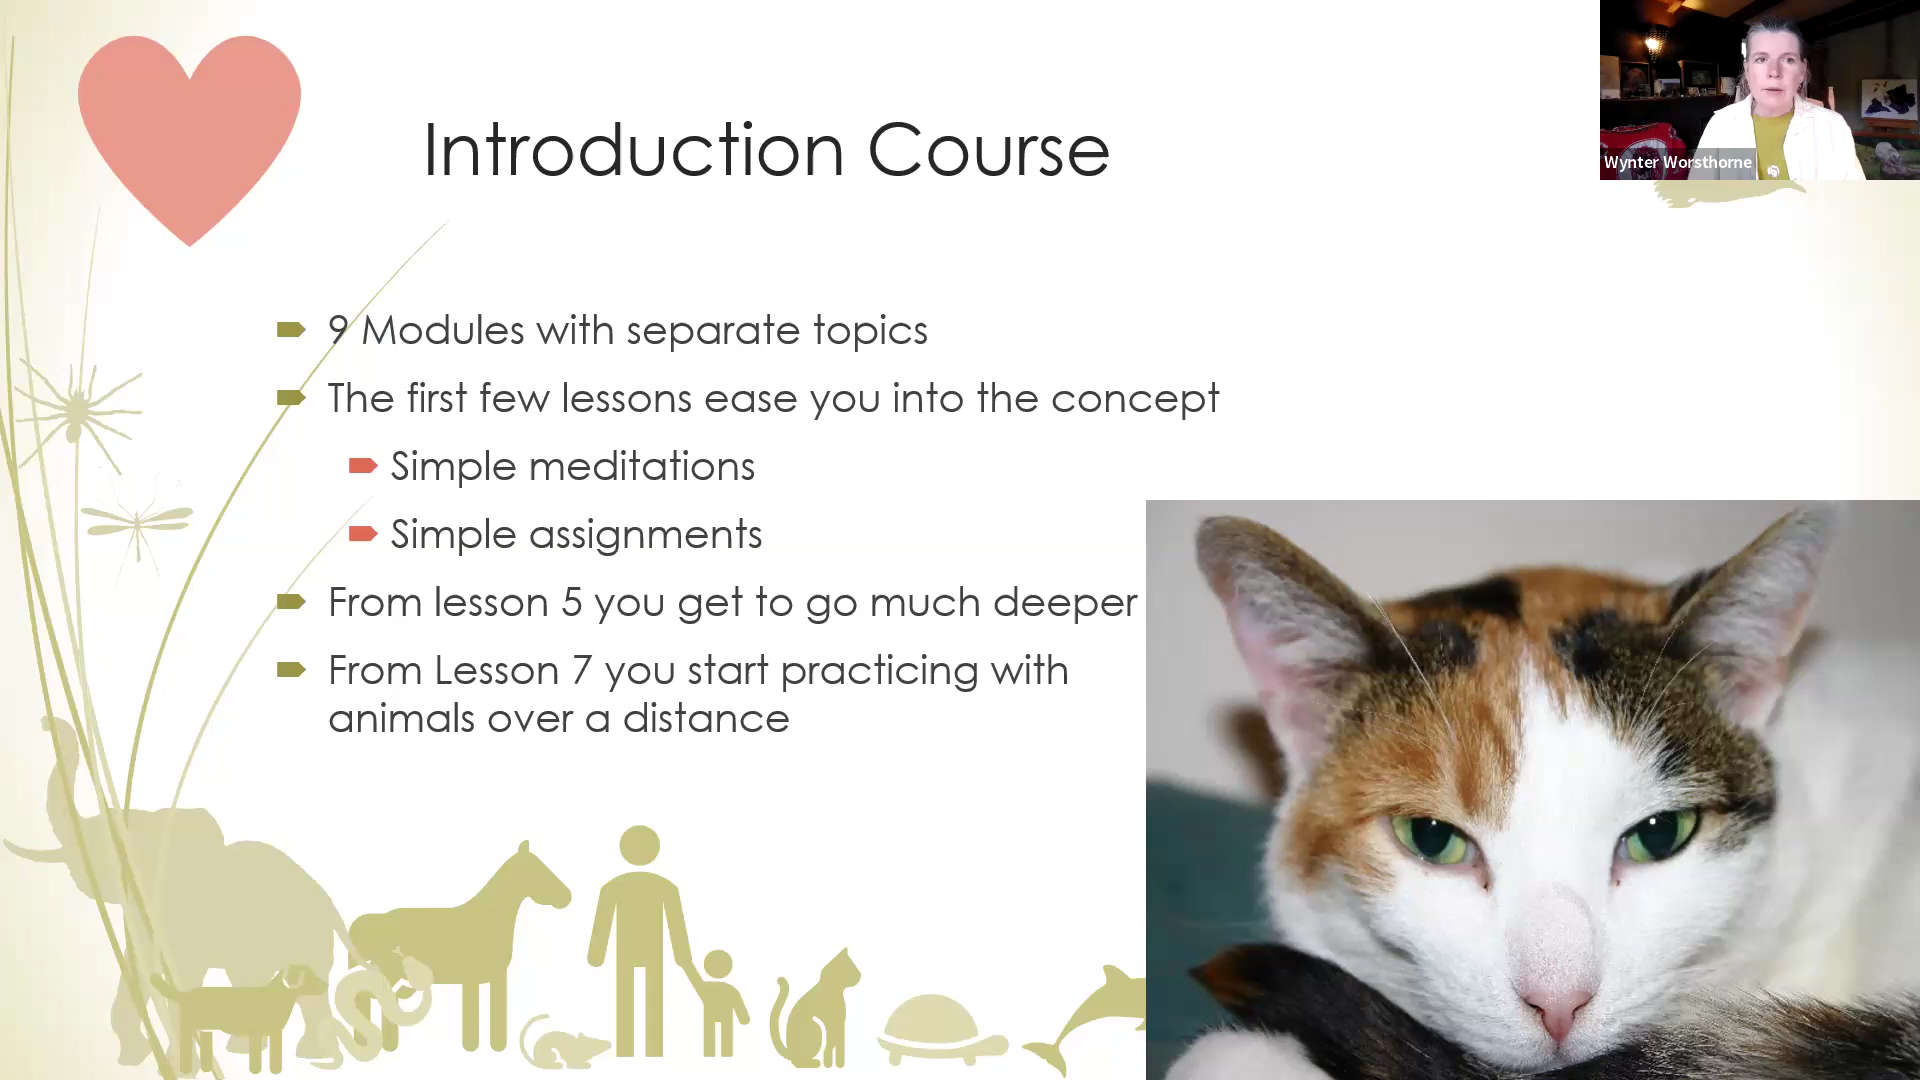 Introduction Course
Wynter Worsthorne
9 Modules with separate topics
The first few lessons ease you into the concept
Simple meditations
Simple assignments
From lesson 5 you get to go much deeper
From Lesson 7 you start practicing with
animals over a distance